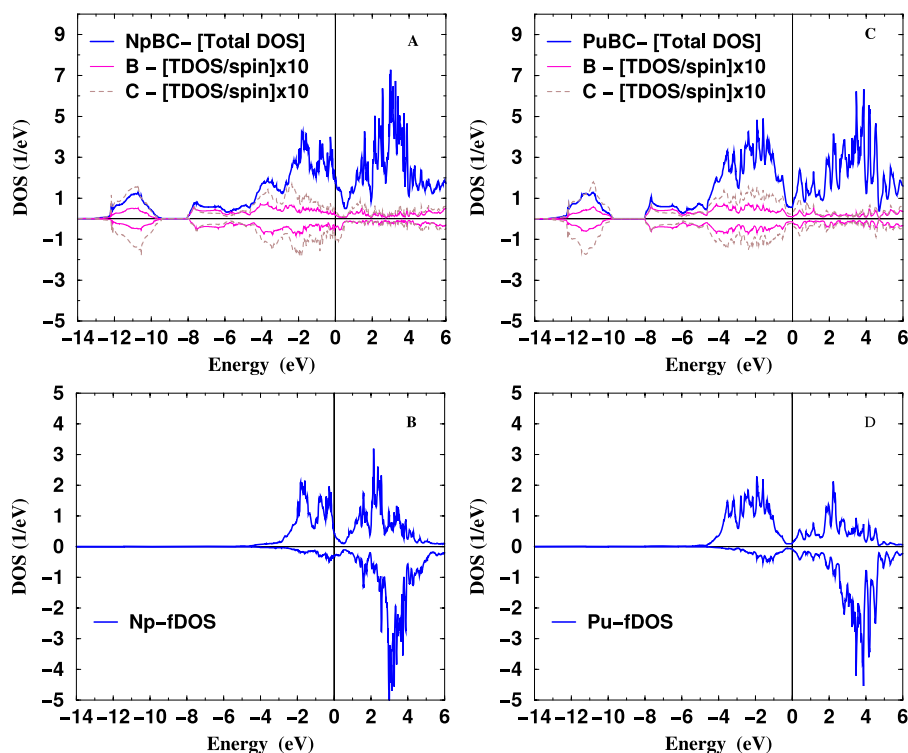 A
NpBC– [Total DOS]
B – [TDOS/spin]x10
C – [TDOS/spin]x10
DOS (1/eV)
9
7
5
3
1
−1
−3
−5
−14 −12 −10 −8 −6 −4 −2 0 2 4 6
Energy (eV)
C
PuBC– [Total DOS]
B – [TDOS/spin]x10
C – [TDOS/spin]x10
DOS (1/eV)
9
7
5
3
1
−1
−3
−5
−14 −12 −10 −8 −6 −4 −2 0 2 4 6
Energy (eV)
B
Np–fDOS
DOS (1/eV)
5
4
3
2
1
0
−1
−2
−3
−4
−5
−14 −12 −10 −8 −6 −4 −2 0 2 4 6
Energy (eV)
D
Pu–fDOS
DOS (1/eV)
5
4
3
2
1
0
−1
−2
−3
−4
−5
−14 −12 −10 −8 −6 −4 −2 0 2 4 6
Energy (eV)